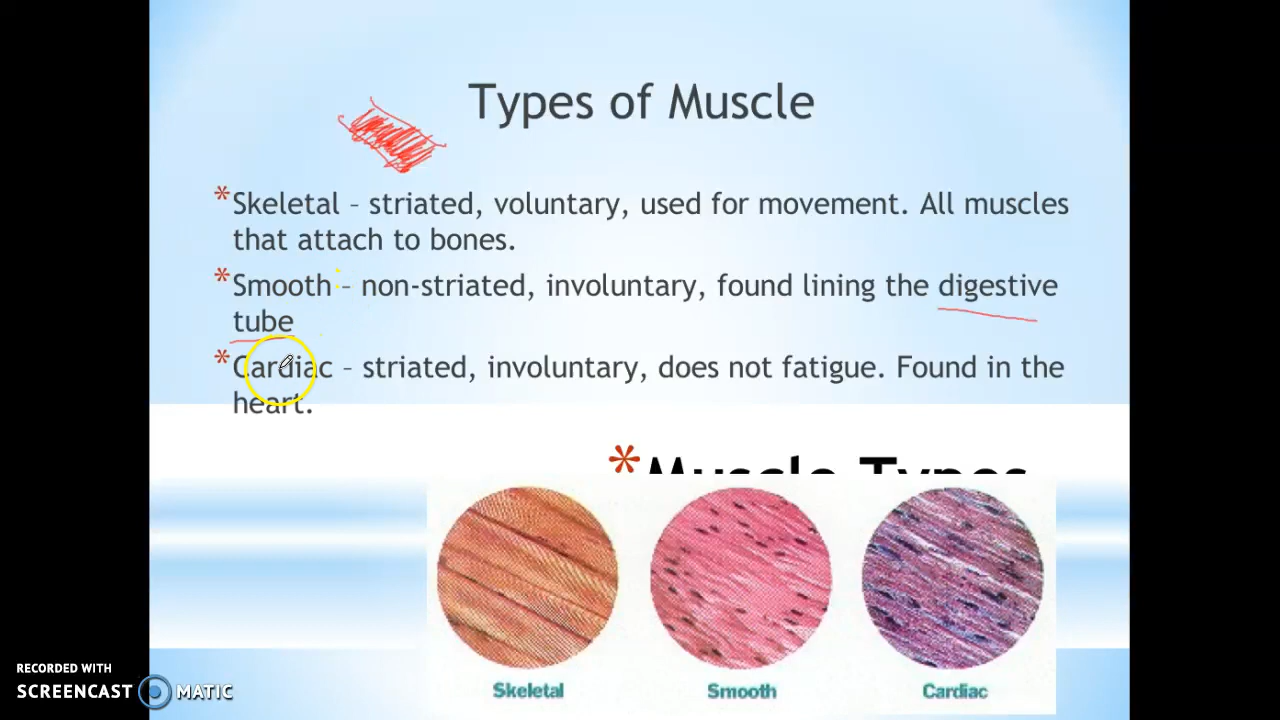 Types of Muscle
*Skeletal – striated, voluntary, used for movement. All muscles
that attach to bones.
*Smooth – non-striated, involuntary, found lining the digestive
tube
*Cardiac – striated, involuntary, does not fatigue. Found in the
heart.
*Muscle Types
Skeletal Smooth Cardiac
RECORDED WITH
SCREENCAST MATIC